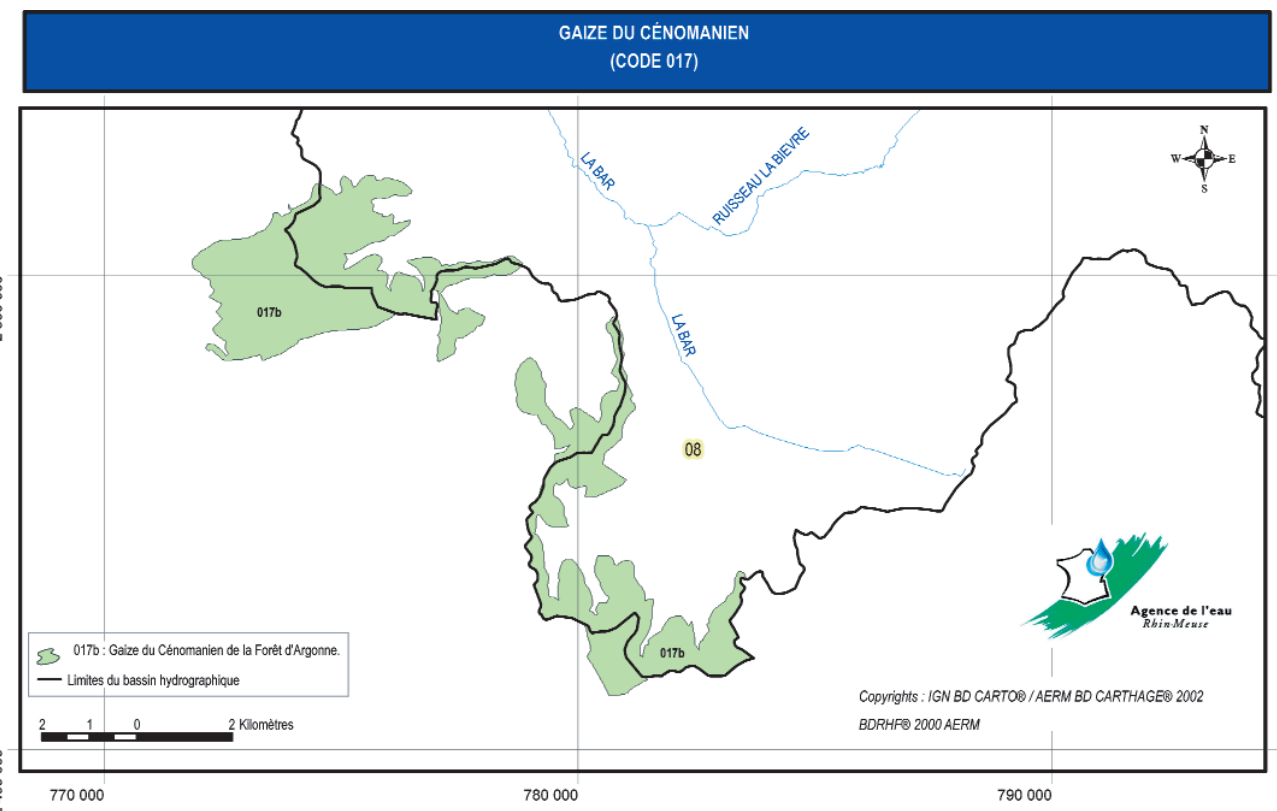 GAIZE DU CÉNOMANIEN
(CODE 017)
LA BAR
RUISSEAU LA BIEVRE
N
W
E
S
017b
LA BAR
08
017b
017b : Gaize du Cénomanien de la Forêt d'Argonne.
Limites du bassin hydrographique
2 1 0 2 Kilomètres
Agence de l'eau
Rhin-Meuse
Copyrights : IGN BD CARTO® / AERM BD CARTHAGE® 2002
BDRHF® 2000 AERM
770 000
780 000
790 000